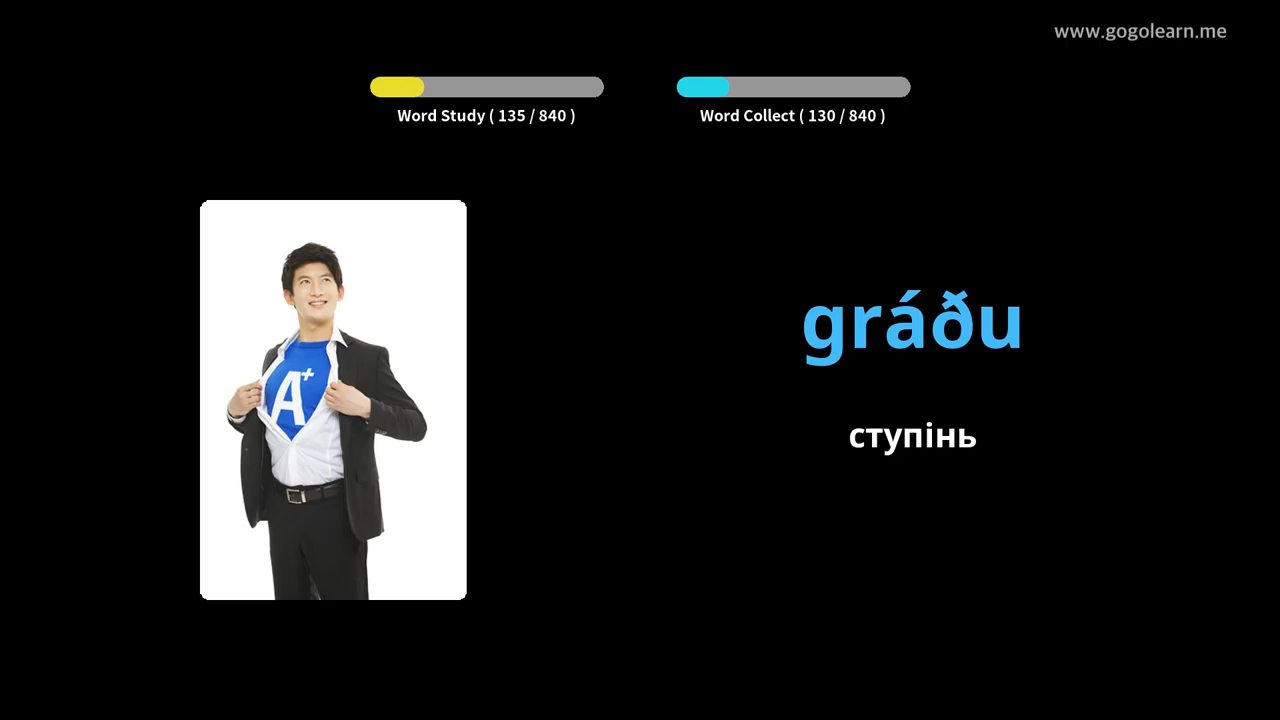 www.gogolearn.me
Word Study ( 135 / 840 )
Word Collect ( 130 / 840 )
A+
gráðu
ступінь